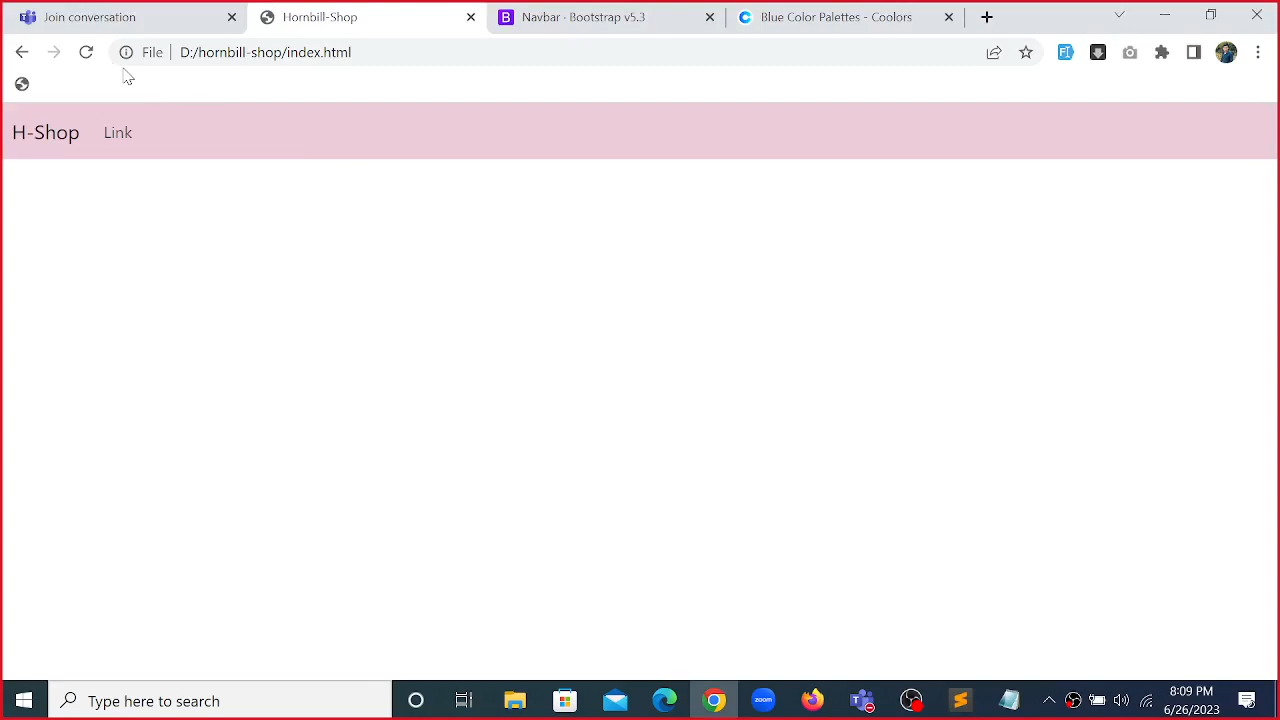 Join conversation
Hornbill-Shop
Navbar · Bootstrap v5.3
Blue Color Palettes - Coolors
File
D:/hornbill-shop/index.html
H-Shop
Link
Type here to search
zoom
8:09 PM
6/26/2023